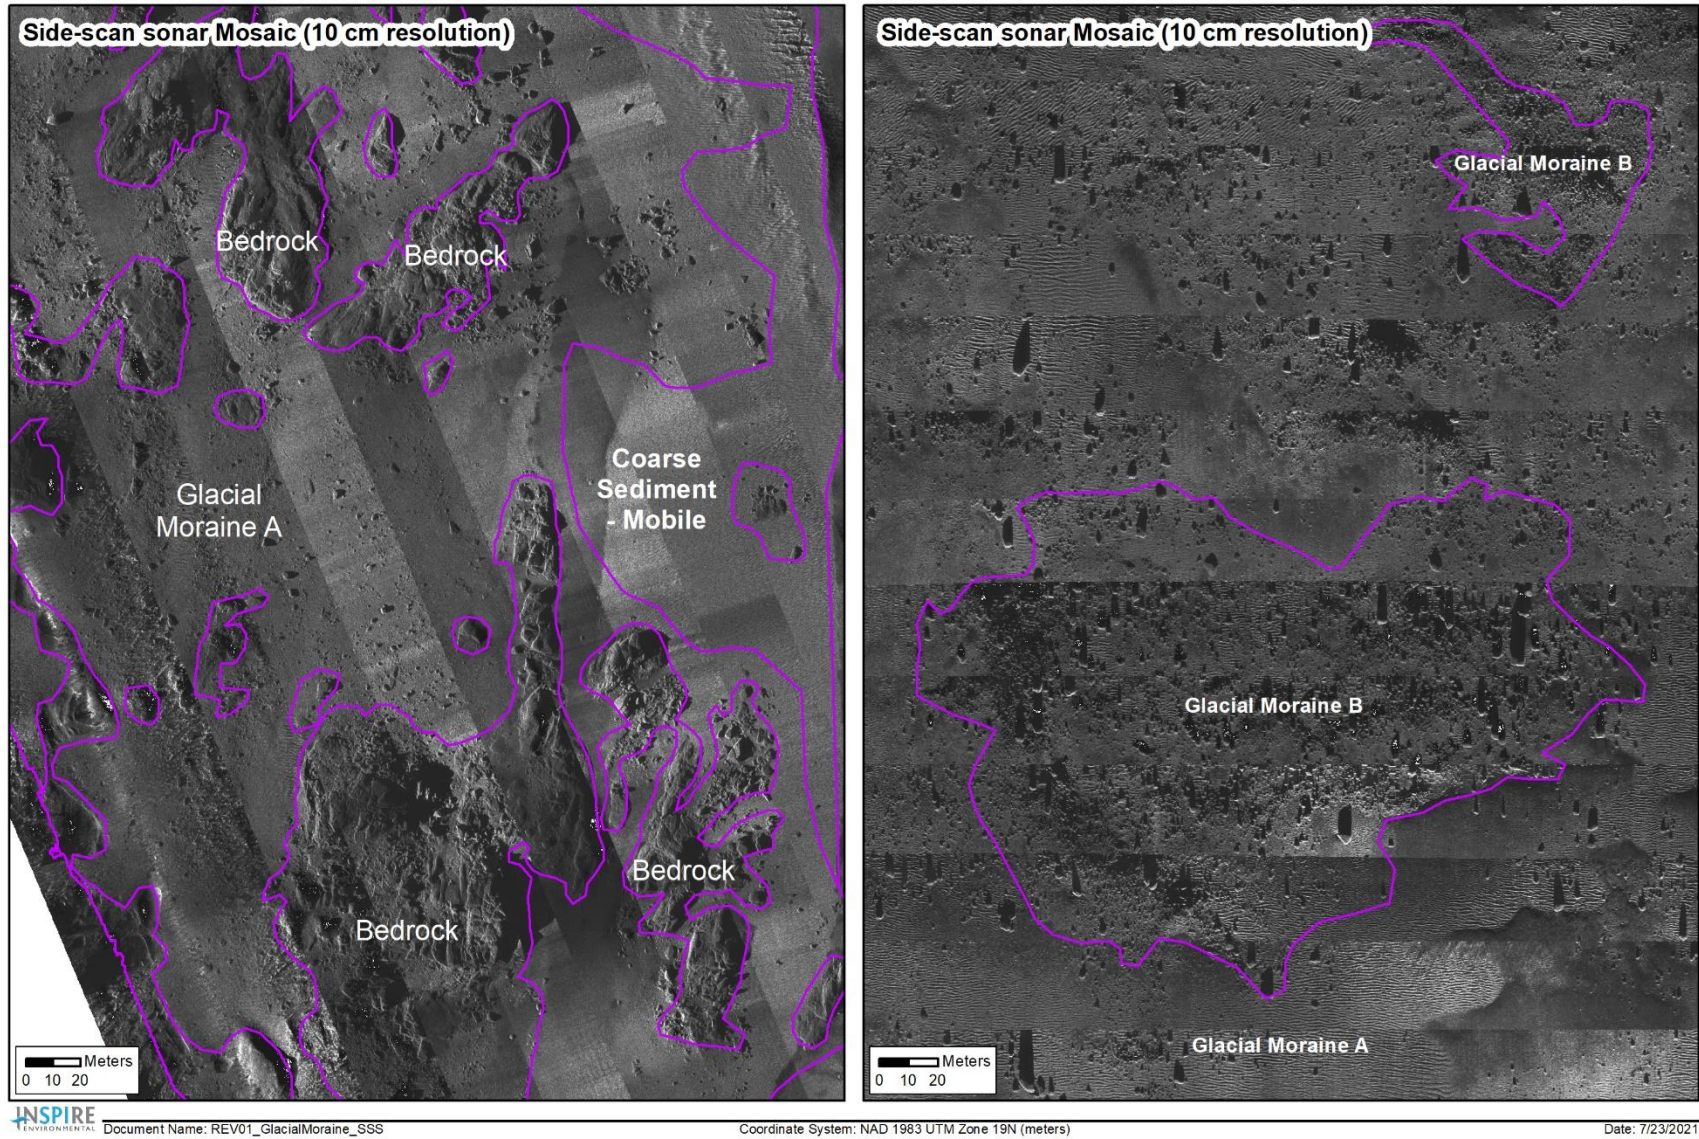 Side-scan sonar Mosaic (10 cm resolution)
Bedrock
Bedrock
Coarse
Sediment
- Mobile
Glacial
Moraine A
Bedrock
Bedrock
Meters
0 10 20
Side-scan sonar Mosaic (10 cm resolution)
Glacial Moraine B
Glacial Moraine B
Glacial Moraine A
Meters
0 10 20
INSPIRE
ENVIRONMENTAL
Document Name: REV01_GlacialMoraine_SSS
Coordinate System: NAD 1983 UTM Zone 19N (meters)
Date: 7/23/2021